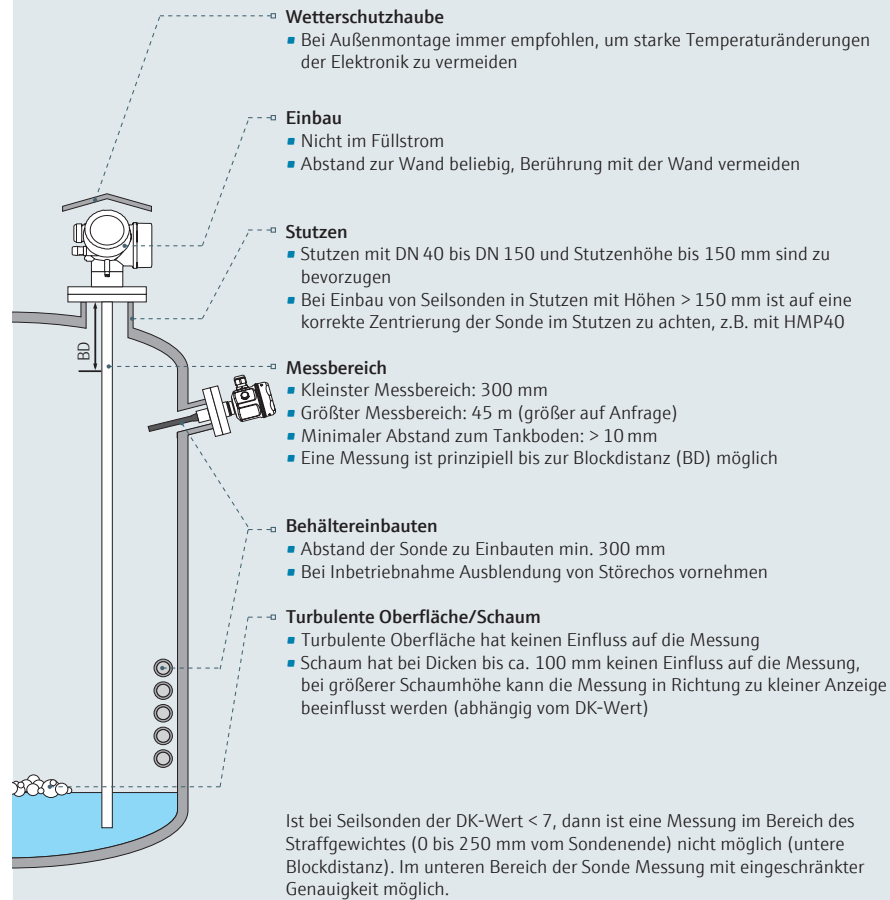 Wetterschutzhaube
▪ Bei Außenmontage immer empfohlen, um starke Temperaturänderungen
der Elektronik zu vermeiden
Einbau
▪ Nicht im Füllstrom
▪ Abstand zur Wand beliebig, Berührung mit der Wand vermeiden
Stutzen
▪ Stutzen mit DN 40 bis DN 150 und Stutzenhöhe bis 150 mm sind zu
bevorzugen
▪ Bei Einbau von Seilsonden in Stutzen mit Höhen > 150 mm ist auf eine
korrekte Zentrierung der Sonde im Stutzen zu achten, z.B. mit HMP40
BD
Messbereich
▪ Kleinster Messbereich: 300 mm
▪ Größter Messbereich: 45 m (größer auf Anfrage)
▪ Minimaler Abstand zum Tankboden: > 10 mm
▪ Eine Messung ist prinzipiell bis zur Blockdistanz (BD) möglich
Behältereinbauten
▪ Abstand der Sonde zu Einbauten min. 300 mm
▪ Bei Inbetriebnahme Ausblendung von Störechos vornehmen
Turbulente Oberfläche/Schaum
▪ Turbulente Oberfläche hat keinen Einfluss auf die Messung
▪ Schaum hat bei Dicken bis ca. 100 mm keinen Einfluss auf die Messung,
bei größerer Schaumhöhe kann die Messung in Richtung zu kleiner Anzeige
beeinflusst werden (abhängig vom DK-Wert)
Ist bei Seilsonden der DK-Wert < 7, dann ist eine Messung im Bereich des
Straffgewichtes (0 bis 250 mm vom Sondenende) nicht möglich (untere
Blockdistanz). Im unteren Bereich der Sonde Messung mit eingeschränkter
Genauigkeit möglich.